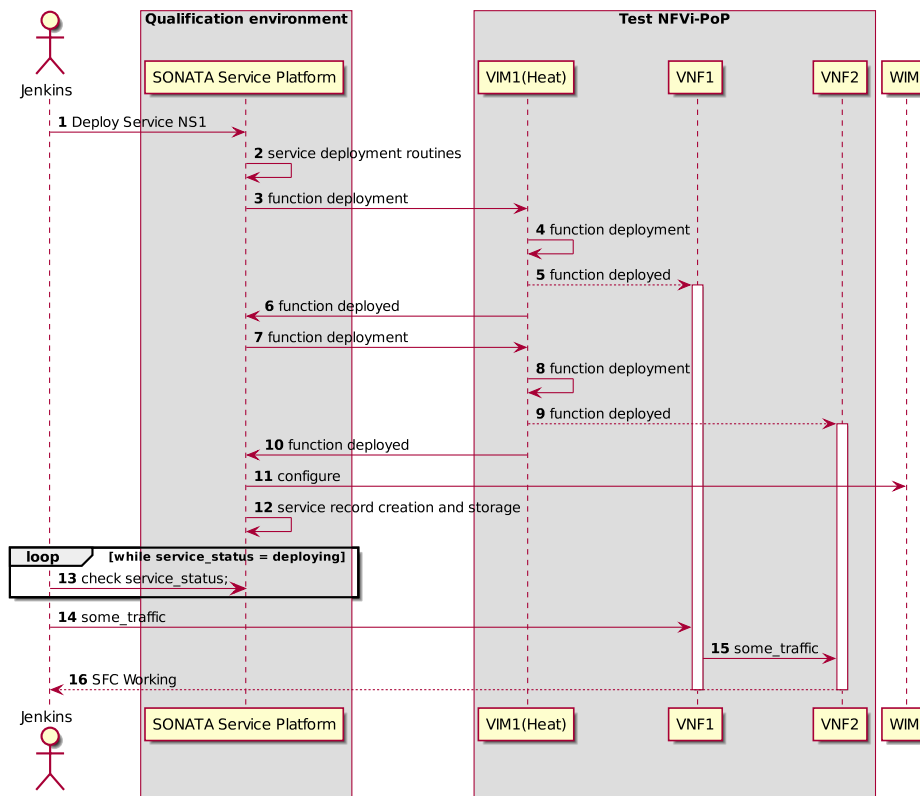 Qualification environment
Test NFVi-PoP
Jenkins
SONATA Service Platform
VIM1(Heat)
VNF1
VNF2
WIM
1 Deploy Service NS1
2 service deployment routines
3 function deployment
4 function deployment
5 function deployed
6 function deployed
7 function deployment
8 function deployment
9 function deployed
10 function deployed
11 configure
12 service record creation and storage
loop [while service_status = deploying]
13 check service_status;
14 some_traffic
15 some_traffic
16 SFC Working
Jenkins
SONATA Service Platform
VIM1(Heat)
VNF1
VNF2
WIM